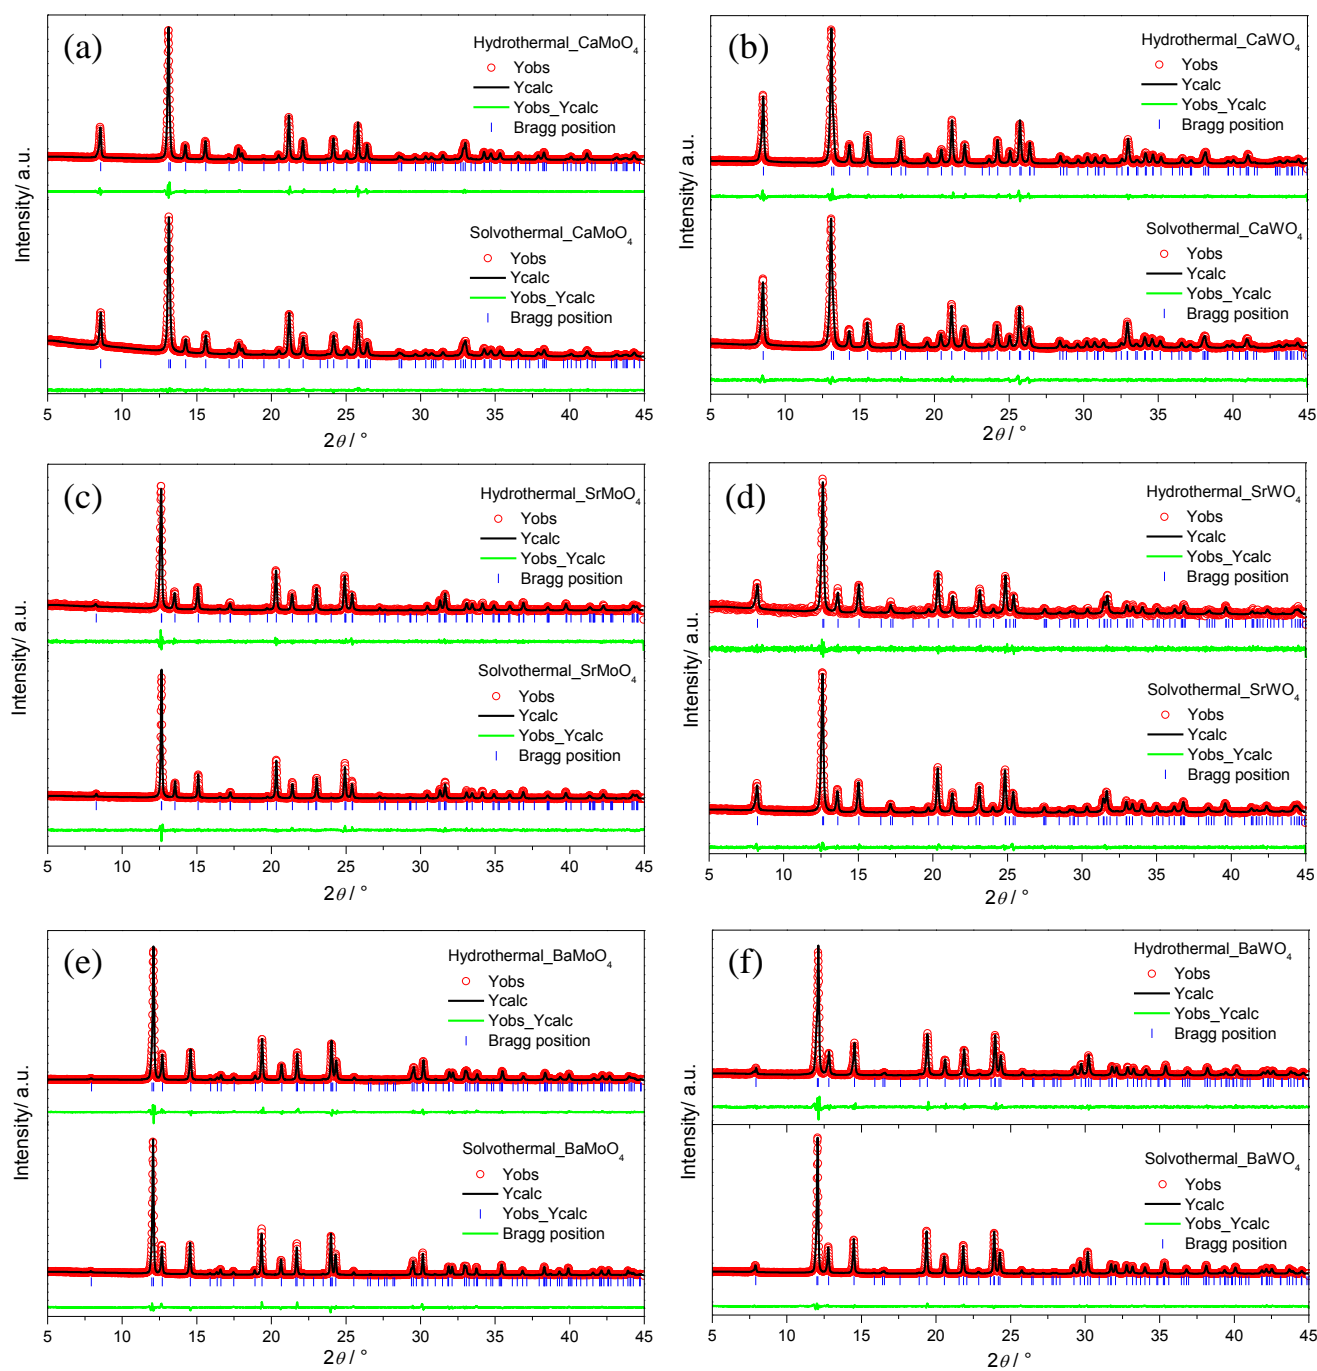 (a)
Hydrothermal_CaMoO4
Yobs
Ycalc
Yobs_Ycalc
Bragg position
Solvothermal_CaMoO4
Yobs
Ycalc
Yobs_Ycalc
Bragg position
Intensity/ a.u.
5 10 15 20 25 30 35 40 45
2θ / °
(b)
Hydrothermal_CaWO4
Yobs
Ycalc
Yobs_Ycalc
Bragg position
Solvothermal_CaWO4
Yobs
Ycalc
Yobs_Ycalc
Bragg position
Intensity/ a.u.
5 10 15 20 25 30 35 40 45
2θ / °
(c)
Hydrothermal_SrMoO4
Yobs
Ycalc
Yobs_Ycalc
Bragg position
Solvothermal_SrMoO4
Yobs
Ycalc
Yobs_Ycalc
Bragg position
Intensity/ a.u.
5 10 15 20 25 30 35 40 45
2θ / °
(d)
Hydrothermal_SrWO4
Yobs
Ycalc
Yobs_Ycalc
Bragg position
Solvothermal_SrWO4
Yobs
Ycalc
Yobs_Ycalc
Bragg position
Intensity/ a.u.
5 10 15 20 25 30 35 40 45
2θ / °
(e)
Hydrothermal_BaMoO4
Yobs
Ycalc
Yobs_Ycalc
Bragg position
Solvothermal_BaMoO4
Yobs
Ycalc
Yobs_Ycalc
Bragg position
Intensity/ a.u.
5 10 15 20 25 30 35 40 45
2θ / °
(f)
Hydrothermal_BaWO4
Yobs
Ycalc
Yobs_Ycalc
Bragg position
Solvothermal_BaWO4
Yobs
Ycalc
Yobs_Ycalc
Bragg position
Intensity/ a.u.
5 10 15 20 25 30 35 40 45
2θ / °